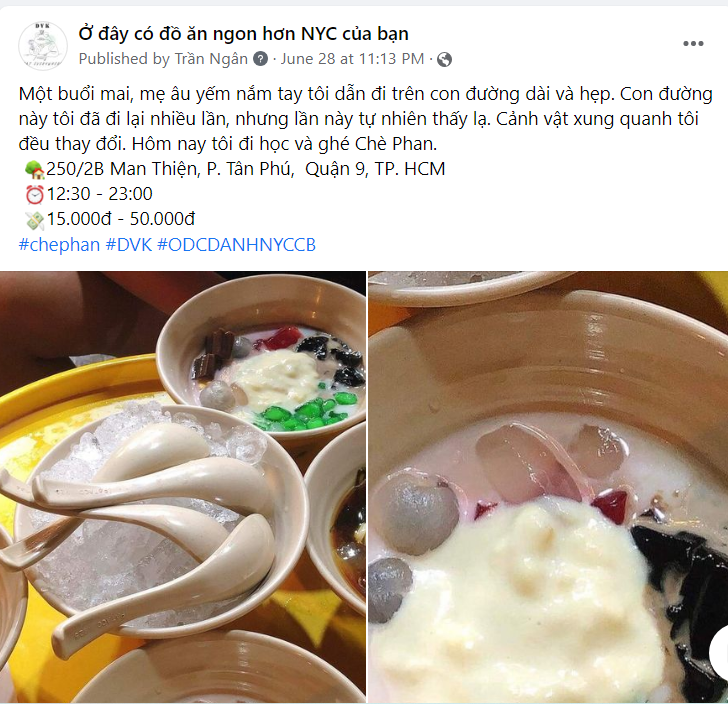 DVK
Ở đây có đồ ăn ngon hơn NYC của bạn
Published by Trần Ngân · June 28 at 11:13 PM ·
Một buổi mai, mẹ âu yếm nắm tay tôi dẫn đi trên con đường dài và hẹp. Con đường
này tôi đã đi lại nhiều lần, nhưng lần này tự nhiên thấy lạ. Cảnh vật xung quanh tôi
đều thay đổi. Hôm nay tôi đi học và ghé Chè Phan.
250/2B Man Thiện, P. Tân Phú, Quận 9, TP. HCM
12:30 - 23:00
15.000đ - 50.000đ
#chephan #DVK #ODCDANHNYCCB